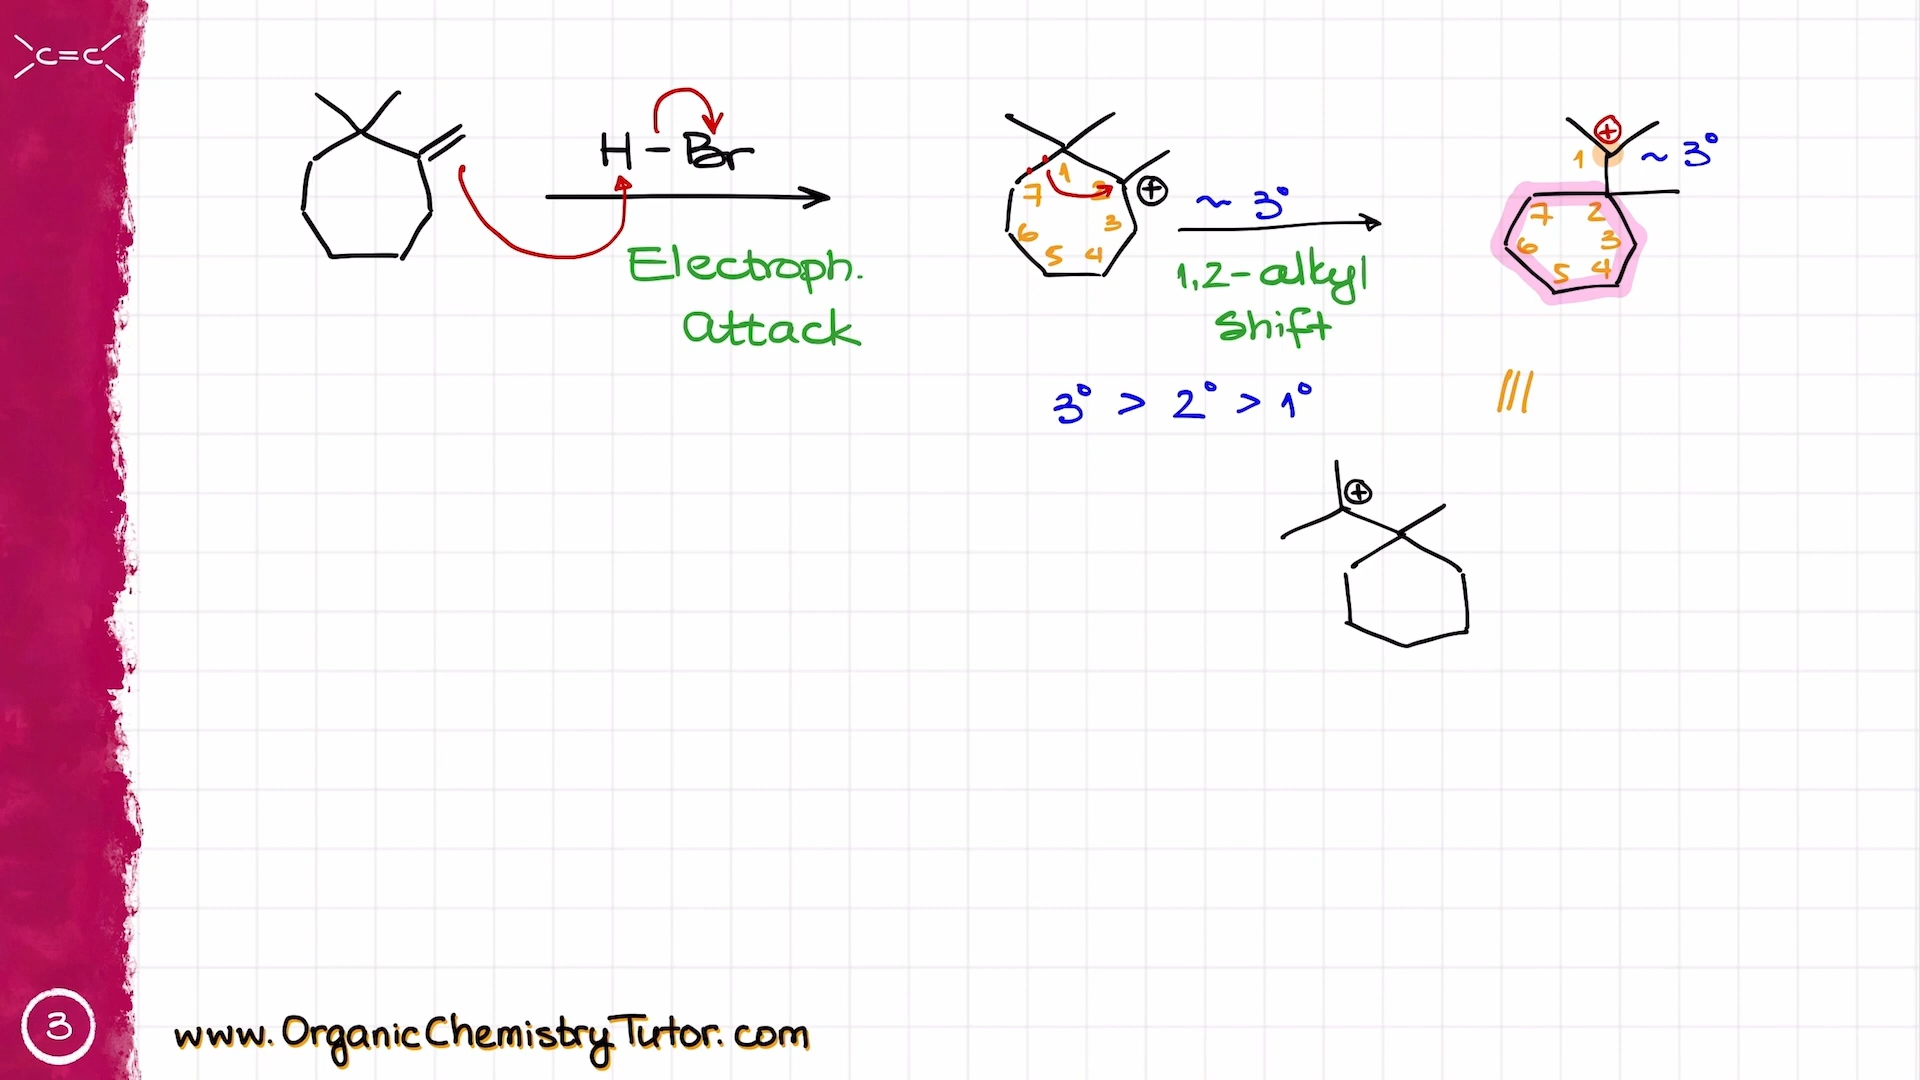 C=C
H-Br
Electroph.
attack
1
2
3
4
5
6
7
⊕
~ 3°
1,2-alkyl
shift
⊕
1
~ 3°
2
3
4
5
6
7
3° > 2° > 1°
⊕
3
www.OrganicChemistryTutor.com